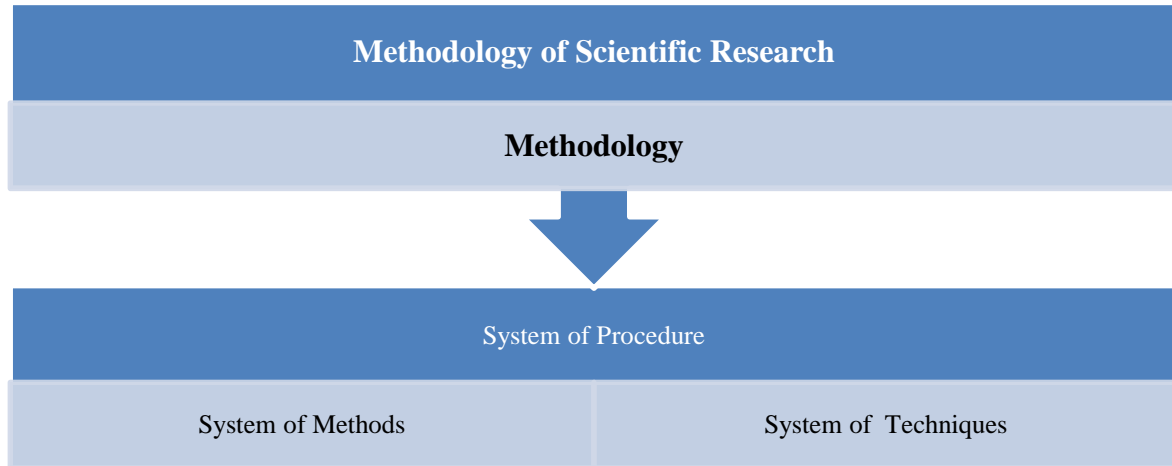 Methodology of Scientific Research
Methodology
System of Procedure
System of Methods
System of Techniques